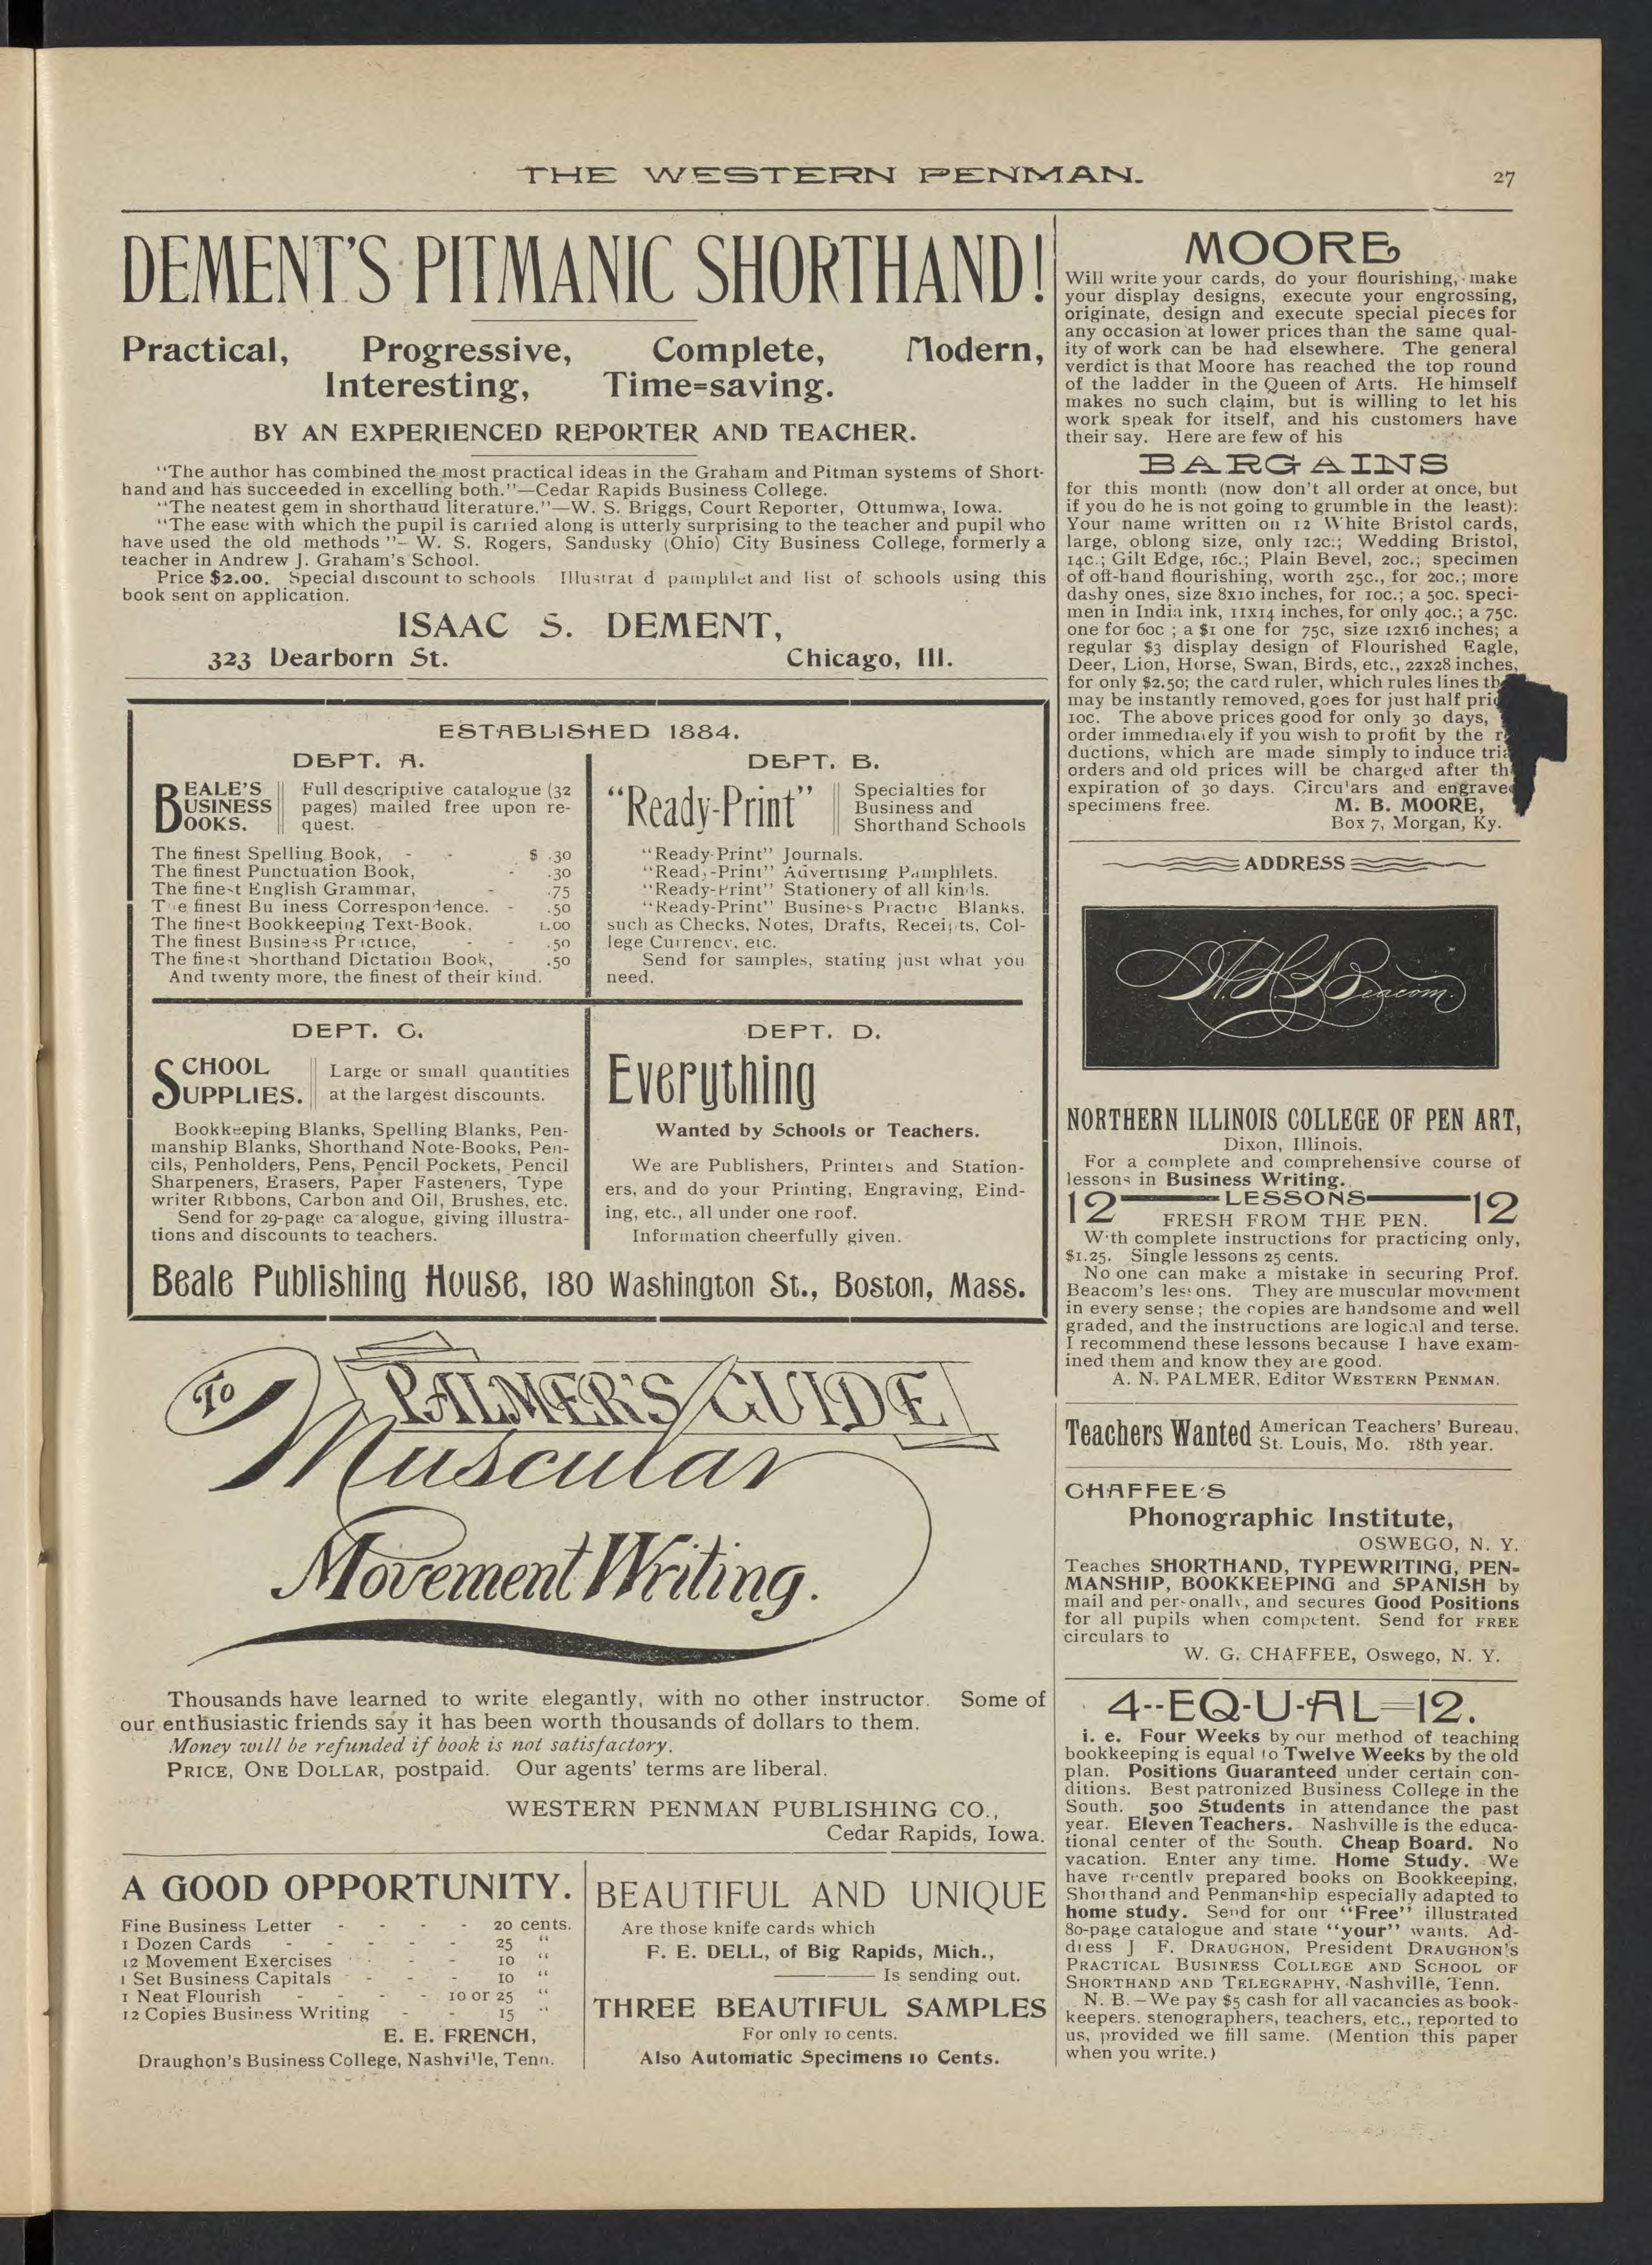 THE WESTERN PENMAN.
27
DEMENT'S PITMANIC SHORTHAND!
Practical, Progressive, Complete, Modern,
Interesting, Time=saving.
BY AN EXPERIENCED REPORTER AND TEACHER.
"The author has combined the most practical ideas in the Graham and Pitman systems of Short-
hand and has succeeded in excelling both."—Cedar Rapids Business College.
"The neatest gem in shorthand literature."—W. S. Briggs, Court Reporter, Ottumwa, Iowa.
"The ease with which the pupil is carried along is utterly surprising to the teacher and pupil who
have used the old methods"—W. S. Rogers, Sandusky (Ohio) City Business College, formerly a
teacher in Andrew J. Graham's School.
Price $2.00. Special discount to schools Illustrat d pamphlet and list of schools using this
book sent on application.
ISAAC S. DEMENT,
323 Dearborn St. Chicago, Ill.
ESTABLISHED 1884.
DEPT. A.
BEALE'S
BUSINESS
BOOKS.
Full descriptive catalogue (32
pages) mailed free upon re-
quest.
The finest Spelling Book, - - $ .30
The finest Punctuation Book, - .30
The finest English Grammar, - .75
T e finest Bu iness Correspondence. - .50
The finest Bookkeeping Text-Book, 1.00
The finest Business Practice, - - .50
The finest Shorthand Dictation Book, .50
And twenty more, the finest of their kind.
DEPT. B.
"Ready-Print"
Specialties for
Business and
Shorthand Schools
"Ready-Print" Journals.
"Ready-Print" Advertising Pamphlets.
"Ready-Print" Stationery of all kinds.
"Ready-Print" Business Practic Blanks,
such as Checks, Notes, Drafts, Receipts, Col-
lege Currency, etc.
Send for samples, stating just what you
need.
DEPT. C.
SCHOOL
SUPPLIES.
Large or small quantities
at the largest discounts.
Bookkeeping Blanks, Spelling Blanks, Pen-
manship Blanks, Shorthand Note-Books, Pen-
cils, Penholders, Pens, Pencil Pockets, Pencil
Sharpeners, Erasers, Paper Fasteners, Type
writer Ribbons, Carbon and Oil, Brushes, etc.
Send for 29-page ca alogue, giving illustra-
tions and discounts to teachers.
DEPT. D.
Everything
Wanted by Schools or Teachers.
We are Publishers, Printers and Station-
ers, and do your Printing, Engraving, Eind-
ing, etc., all under one roof.
Information cheerfully given.
Beale Publishing House, 180 Washington St., Boston, Mass.
PALMER'S GUIDE
To Muscular
Movement Writing.
Thousands have learned to write elegantly, with no other instructor. Some of
our enthusiastic friends say it has been worth thousands of dollars to them.
Money will be refunded if book is not satisfactory.
PRICE, ONE DOLLAR, postpaid. Our agents' terms are liberal.
WESTERN PENMAN PUBLISHING CO.,
Cedar Rapids, Iowa.
A GOOD OPPORTUNITY.
Fine Business Letter - - - - 20 cents.
1 Dozen Cards - - - - - 25 "
12 Movement Exercises - - 10 "
1 Set Business Capitals - - - 10 "
1 Neat Flourish - - - - 10 or 25 "
12 Copies Business Writing - - 15 "
E. E. FRENCH,
Draughon's Business College, Nashville, Tenn.
BEAUTIFUL AND UNIQUE
Are those knife cards which
F. E. DELL, of Big Rapids, Mich.,
Is sending out.
THREE BEAUTIFUL SAMPLES
For only 10 cents.
Also Automatic Specimens 10 Cents.
MOORE
Will write your cards, do your flourishing, make
your display designs, execute your engrossing,
originate, design and execute special pieces for
any occasion at lower prices than the same qual-
ity of work can be had elsewhere. The general
verdict is that Moore has reached the top round
of the ladder in the Queen of Arts. He himself
makes no such claim, but is willing to let his
work speak for itself, and his customers have
their say. Here are few of his
BARGAINS
for this month (now don't all order at once, but
if you do he is not going to grumble in the least):
Your name written on 12 White Bristol cards,
large, oblong size, only 12c.; Wedding Bristol,
14c.; Gilt Edge, 16c.; Plain Bevel, 20c.; specimen
of off-hand flourishing, worth 25c., for 20c.; more
dashy ones, size 8x10 inches, for 10c.; a 50c. speci-
men in India ink, 11x14 inches, for only 40c.; a 75c.
one for 60c ; a $1 one for 75c, size 12x16 inches; a
regular $3 display design of Flourished Eagle,
Deer, Lion, Horse, Swan, Birds, etc., 22x28 inches,
for only $2.50; the card ruler, which rules lines th
may be instantly removed, goes for just half pric
10c. The above prices good for only 30 days,
order immediately if you wish to profit by the r
ductions, which are made simply to induce tria
orders and old prices will be charged after th
expiration of 30 days. Circulars and engraved
specimens free. M. B. MOORE,
Box 7, Morgan, Ky.
ADDRESS
A. H. Beacom.
NORTHERN ILLINOIS COLLEGE OF PEN ART,
Dixon, Illinois,
For a complete and comprehensive course of
lessons in Business Writing.
12 LESSONS 12
FRESH FROM THE PEN.
With complete instructions for practicing only,
$1.25. Single lessons 25 cents.
No one can make a mistake in securing Prof.
Beacom's lessons. They are muscular movement
in every sense; the copies are handsome and well
graded, and the instructions are logical and terse.
I recommend these lessons because I have exam-
ined them and know they are good.
A. N. PALMER, Editor WESTERN PENMAN.
Teachers Wanted American Teachers' Bureau,
St. Louis, Mo. 18th year.
CHAFFEE'S
Phonographic Institute,
OSWEGO, N. Y.
Teaches SHORTHAND, TYPEWRITING, PEN=
MANSHIP, BOOKKEEPING and SPANISH by
mail and personally, and secures Good Positions
for all pupils when competent. Send for FREE
circulars to
W. G. CHAFFEE, Oswego, N. Y.
4--EQ-U-AL=12.
i. e. Four Weeks by our method of teaching
bookkeeping is equal to Twelve Weeks by the old
plan. Positions Guaranteed under certain con-
ditions. Best patronized Business College in the
South. 500 Students in attendance the past
year. Eleven Teachers. Nashville is the educa-
tional center of the South. Cheap Board. No
vacation. Enter any time. Home Study. We
have recently prepared books on Bookkeeping,
Shorthand and Penmanship especially adapted to
home study. Send for our "Free" illustrated
80-page catalogue and state "your" wants. Ad-
dress J F. DRAUGHON, President DRAUGHON'S
PRACTICAL BUSINESS COLLEGE AND SCHOOL OF
SHORTHAND AND TELEGRAPHY, Nashville, Tenn.
N. B.—We pay $5 cash for all vacancies as book-
keepers, stenographers, teachers, etc., reported to
us, provided we fill same. (Mention this paper
when you write.)